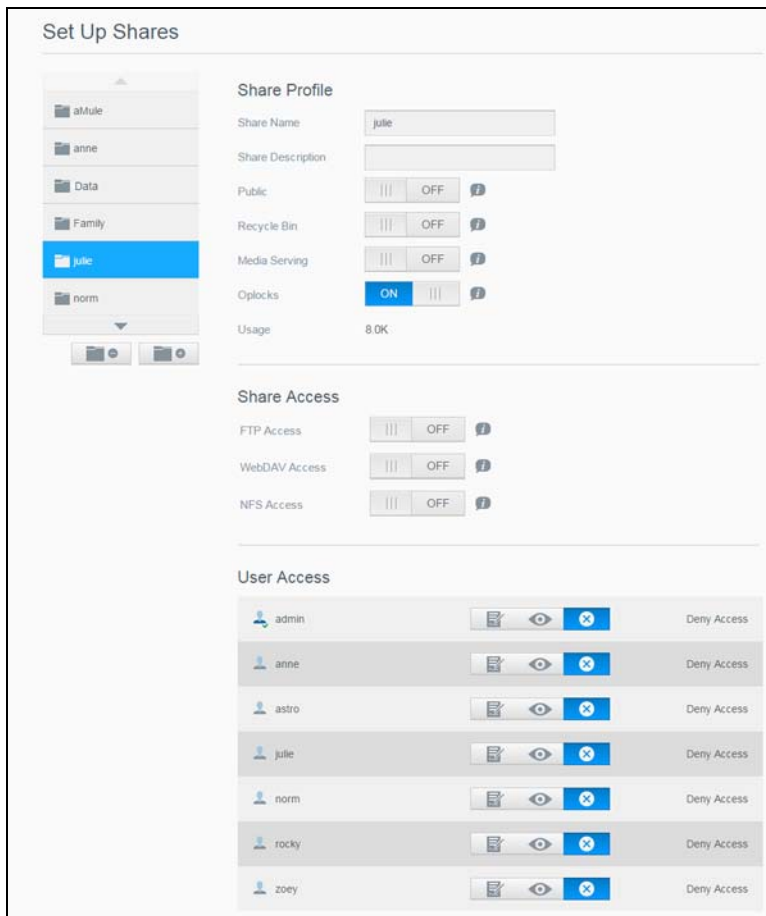 Set Up Shares
aMule
anne
Data
Family
julie
norm
Share Profile
Share Name julie
Share Description
Public OFF
Recycle Bin OFF
Media Serving OFF
Oplocks ON
Usage 8.0K
Share Access
FTP Access OFF
WebDAV Access OFF
NFS Access OFF
User Access
admin Deny Access
anne Deny Access
astro Deny Access
julie Deny Access
norm Deny Access
rocky Deny Access
zoey Deny Access